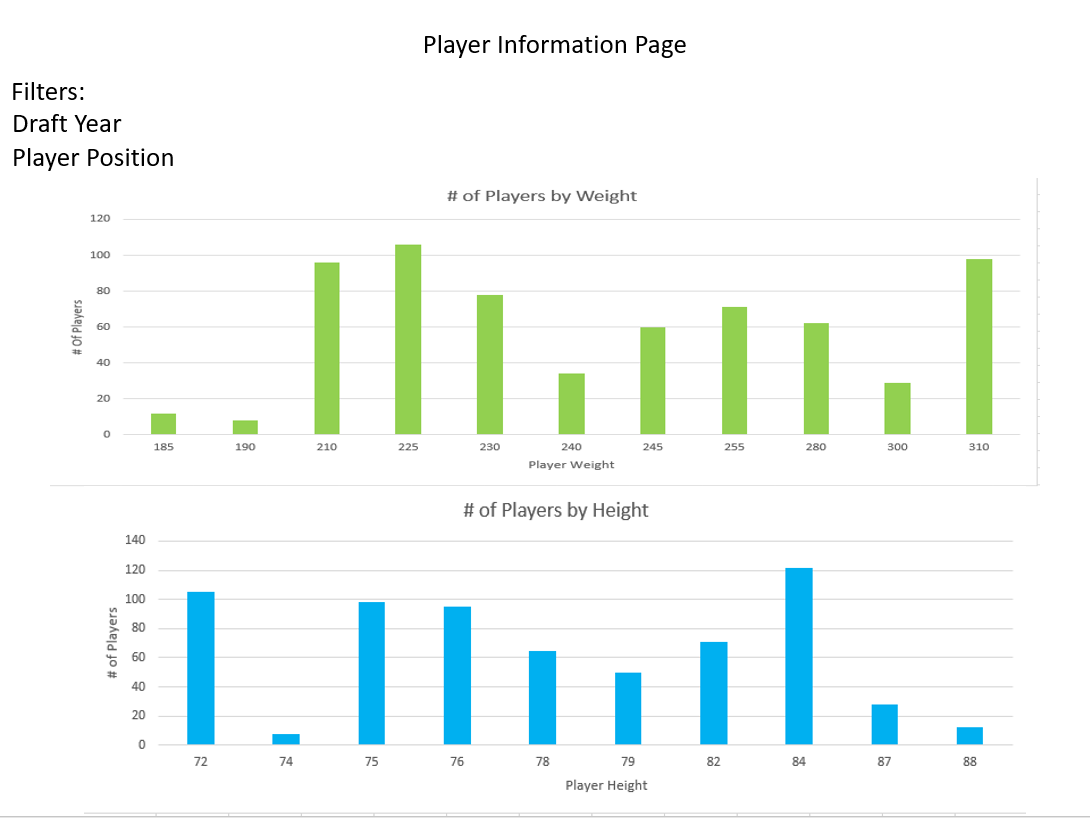 Player Information Page
Filters:
Draft Year
Player Position
# of Players by Weight
120
100
80
60
40
20
0
# Of Players
185 190 210 225 230 240 245 255 280 300 310
Player Weight
# of Players by Height
140
120
100
80
60
40
20
0
# of Players
72 74 75 76 78 79 82 84 87 88
Player Height